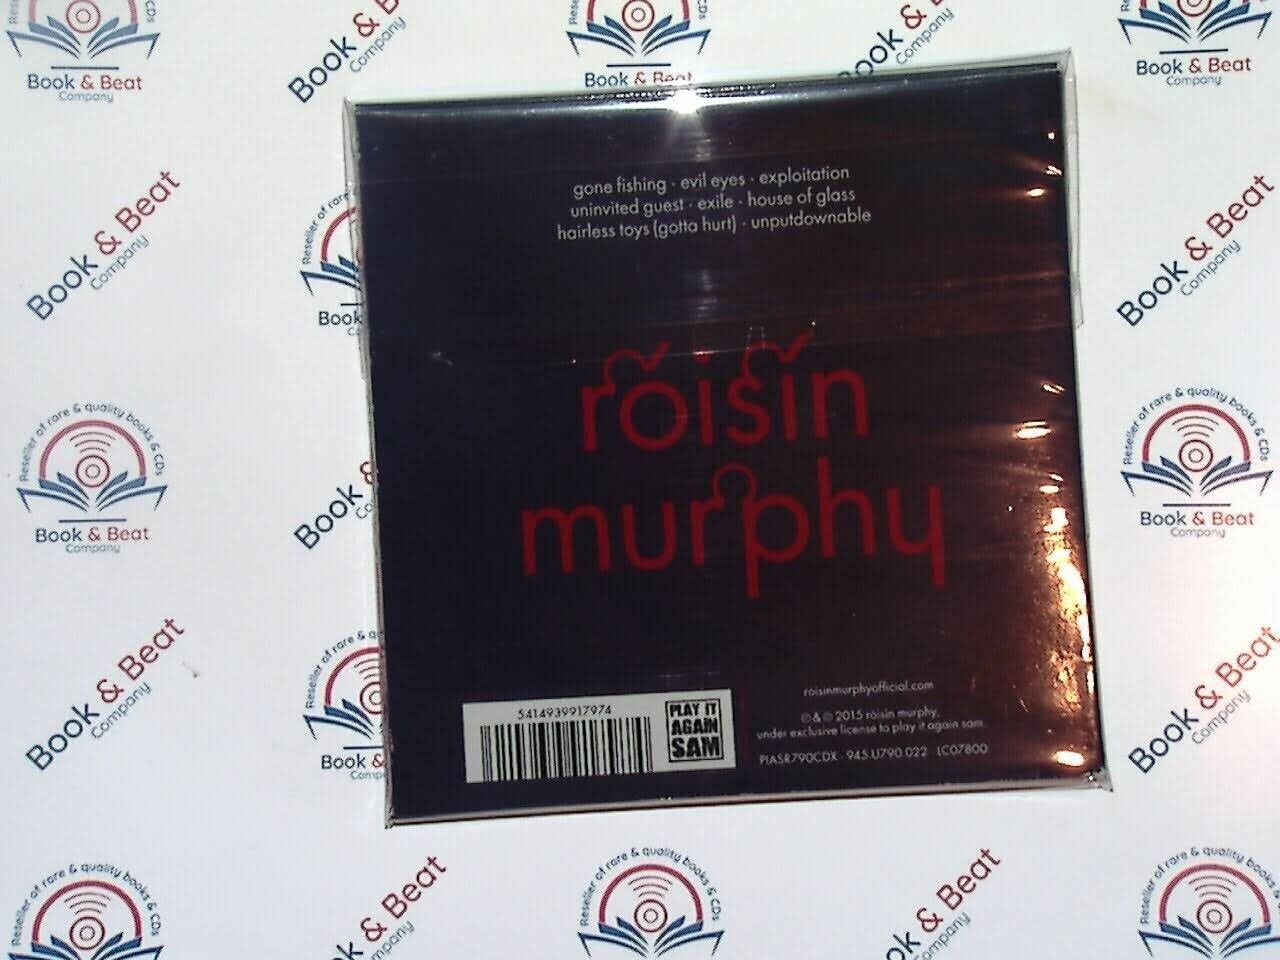 gone fishing · evil eyes · exploitation
uninvited guest · exile · house of glass
hairless toys (gotta hurt) · unputdownable
róisín
murphy
5414939917974
PLAY IT
AGAIN
SAM
roisinmurphyofficial.com
℗ & © 2015 róisín murphy,
under exclusive license to play it again sam.
PIASR790CDX · 945.U790.022 LC07800
Reseller of rare & quality books & CDs
Book & Beat
Company